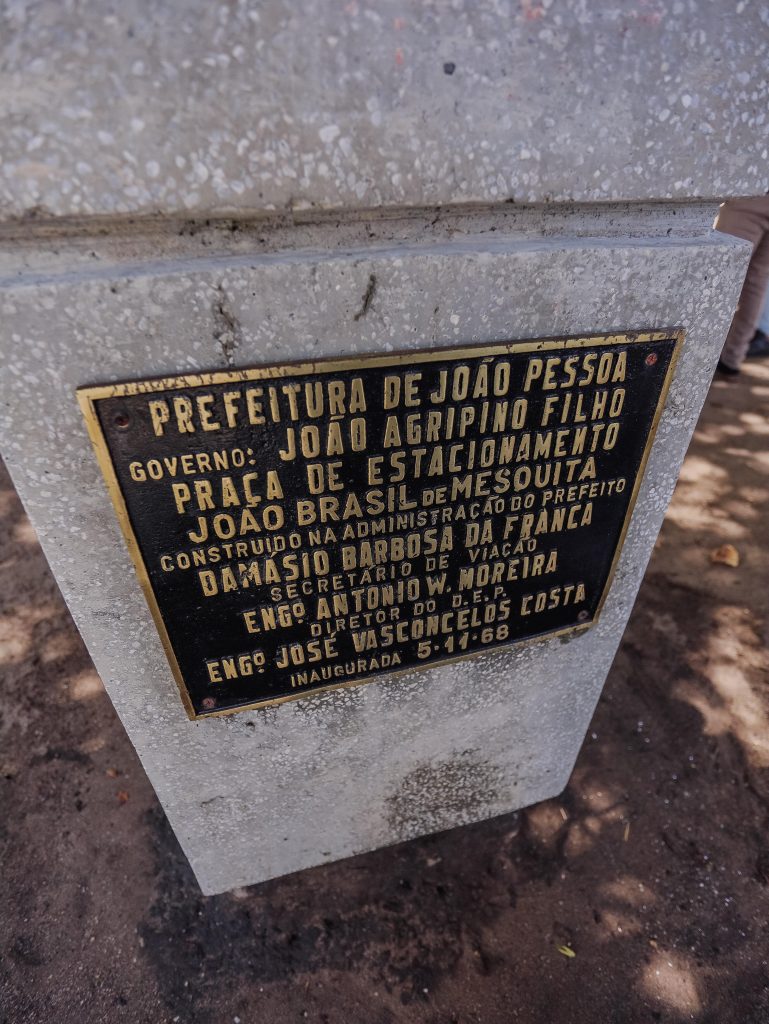 PREFEITURA DE JOÃO PESSOA
GOVERNO: JOÃO AGRIPINO FILHO
PRAÇA DE ESTACIONAMENTO
JOÃO BRASIL DE MESQUITA
CONSTRUIDO NA ADMINISTRAÇÃO DO PREFEITO
DAMÁSIO BARBOSA DA FRANCA
SECRETÁRIO DE VIAÇÃO
ENGº ANTONIO W. MOREIRA
DIRETOR DO D.E.P.
ENGº JOSÉ VASCONCELOS COSTA
INAUGURADA 5·11·68